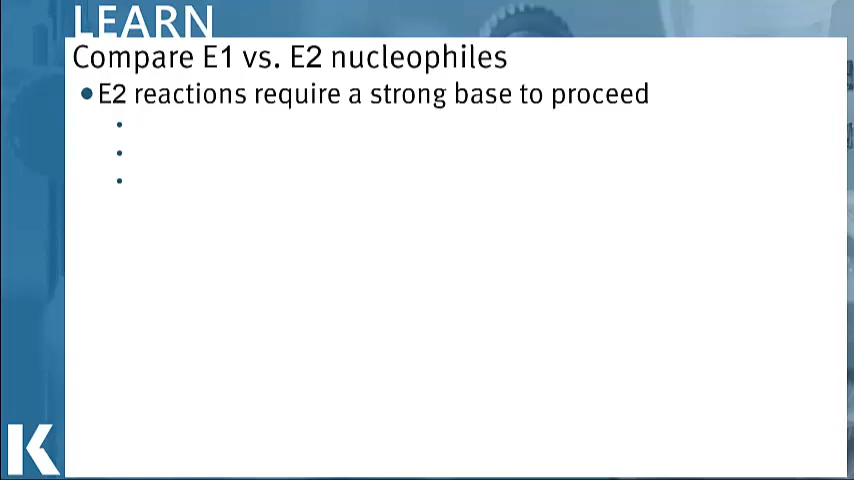 LEARN
Compare E1 vs. E2 nucleophiles
•E2 reactions require a strong base to proceed
K